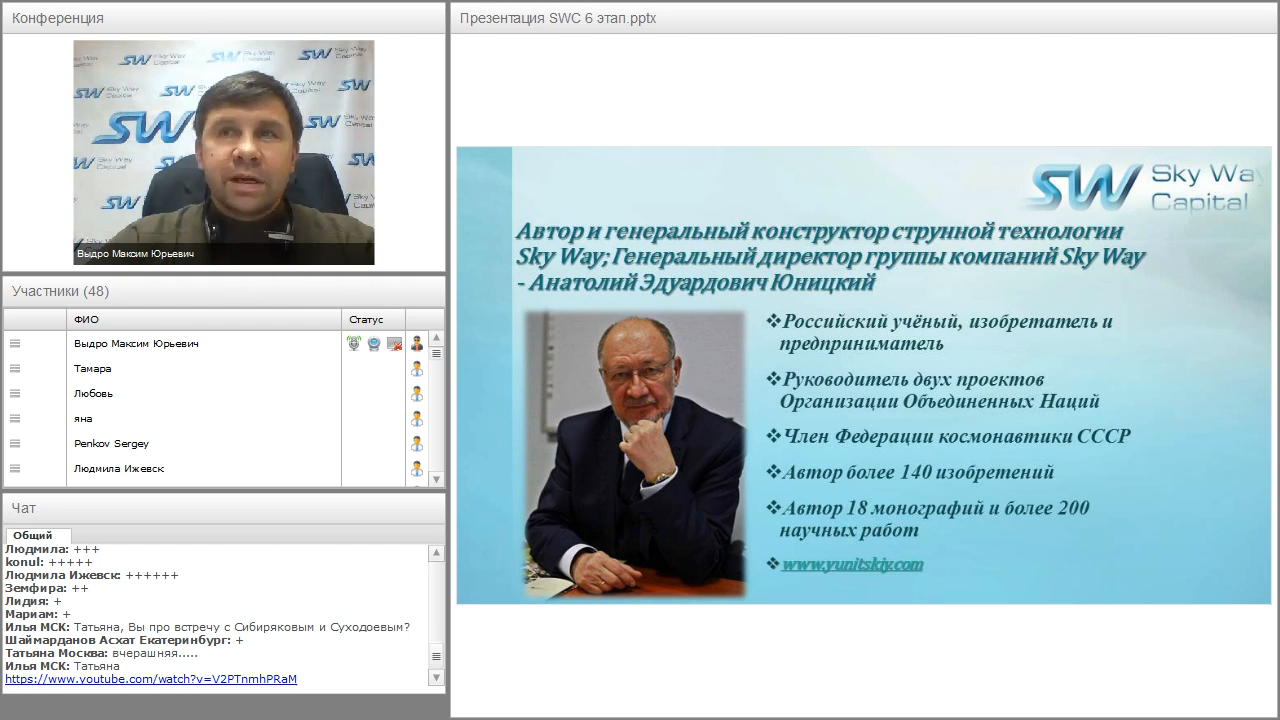 Конференция
SW
Sky Way
Capital
Выдро Максим Юрьевич
Участники (48)
ФИО
Статус
Выдро Максим Юрьевич
Тамара
Любовь
яна
Penkov Sergey
Людмила Ижевск
Чат
Общий
Людмила: +++
konul: +++++
Людмила Ижевск: ++++++
Земфира: ++
Лидия: +
Мариам: +
Илья МСК: Татьяна, Вы про встречу с Сибиряковым и Суходоевым?
Шаймарданов Асхат Екатеринбург: +
Татьяна Москва: вчерашняя.....
Илья МСК: Татьяна
https://www.youtube.com/watch?v=V2PTnmhPRaM
Презентация SWC 6 этап.pptx
SW Sky Way
Capital
Автор и генеральный конструктор струнной технологии
Sky Way; Генеральный директор группы компаний Sky Way
- Анатолий Эдуардович Юницкий
❖Российский учёный, изобретатель и
предприниматель
❖Руководитель двух проектов
Организации Объединенных Наций
❖Член Федерации космонавтики СССР
❖Автор более 140 изобретений
❖Автор 18 монографий и более 200
научных работ
❖www.yunitskiy.com